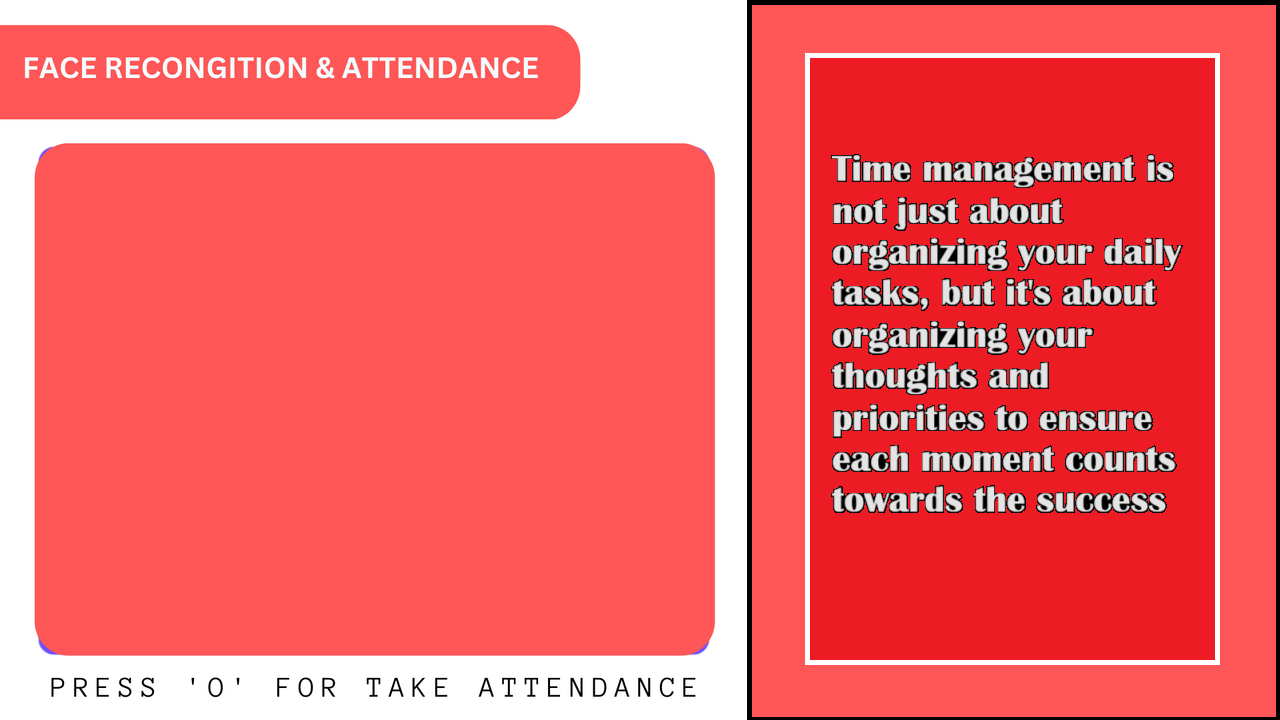 FACE RECONGITION & ATTENDANCE
PRESS 'O' FOR TAKE ATTENDANCE
Time management is
not just about
organizing your daily
tasks, but it's about
organizing your
thoughts and
priorities to ensure
each moment counts
towards the success